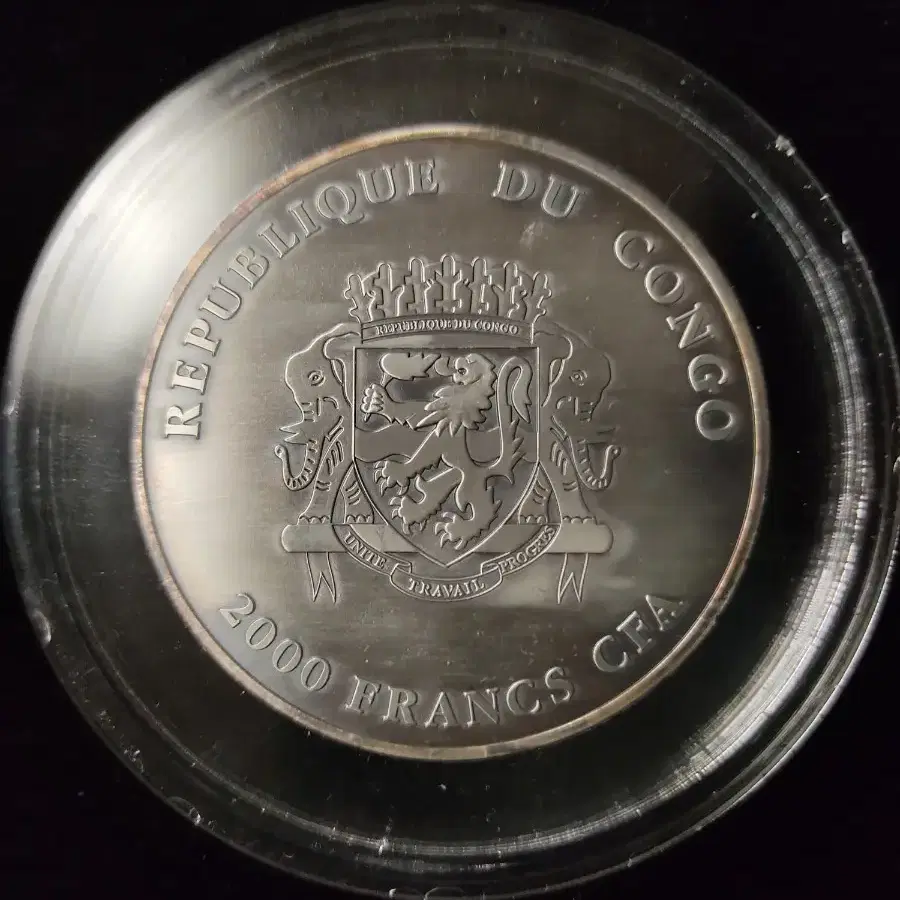 REPUBLIQUE DU CONGO
REPUBLIQUE DU CONGO
UNITE TRAVAIL PROGRES
2000 FRANCS CFA